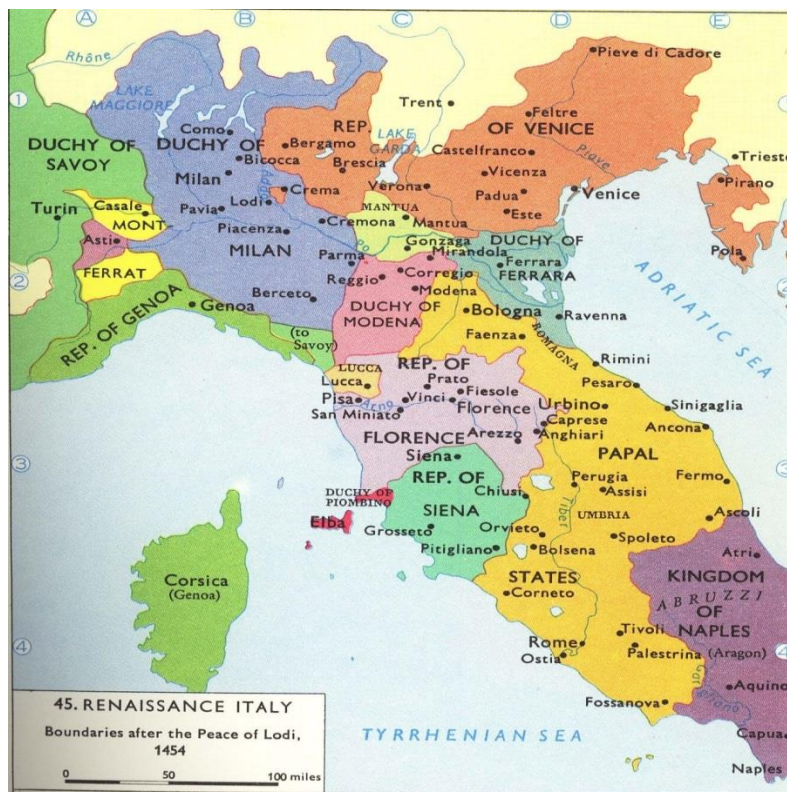 A
B
C
D
E
Rhône
Pieve di Cadore
LAKE
MAGGIORE
1
Trent
Feltre
DUCHY OF
SAVOY
Como
DUCHY OF
Bicocca
Bergamo
REP.
LAKE
GARDA
OF VENICE
Castelfranco
Piave
Trieste
Milan
Adda
Brescia
Vicenza
Pirano
Turin
Casale
MONT-
Pavia
Lodi
Crema
Verona
Padua
Venice
MANTUA
Este
Asti
Piacenza
Cremona
Mantua
Po
MILAN
Gonzaga
DUCHY OF
FERRARA
Pola
FERRAT
Parma
Mirandola
Ferrara
2
Reggio
Corregio
ADRIATIC SEA
REP. OF GENOA
Genoa
Berceto
DUCHY OF
MODENA
Modena
Bologna
Ravenna
(to
Savoy)
Faenza
ROMAGNA
REP. OF
Rimini
LUCCA
Lucca
Prato
Fiesole
Pesaro
Pisa
Arno
Vinci
Florence
Urbino
Sinigaglia
San Miniato
Caprese
FLORENCE
Arezzo
Anghiari
Ancona
3
Siena
PAPAL
REP. OF
SIENA
Perugia
Fermo
DUCHY OF
PIOMBINO
Chiusi
Assisi
Tiber
Elba
Grosseto
Orvieto
UMBRIA
Ascoli
Pitigliano
Bolsena
Spoleto
Atri
Corsica
(Genoa)
STATES
Corneto
KINGDOM
ABRUZZI
OF
NAPLES
(Aragon)
4
Rome
Ostia
Tivoli
Palestrina
Garigliano
Aquino
Fossanova
Capua
Naples
TYRRHENIAN SEA
45. RENAISSANCE ITALY
Boundaries after the Peace of Lodi,
1454
0 50 100 miles